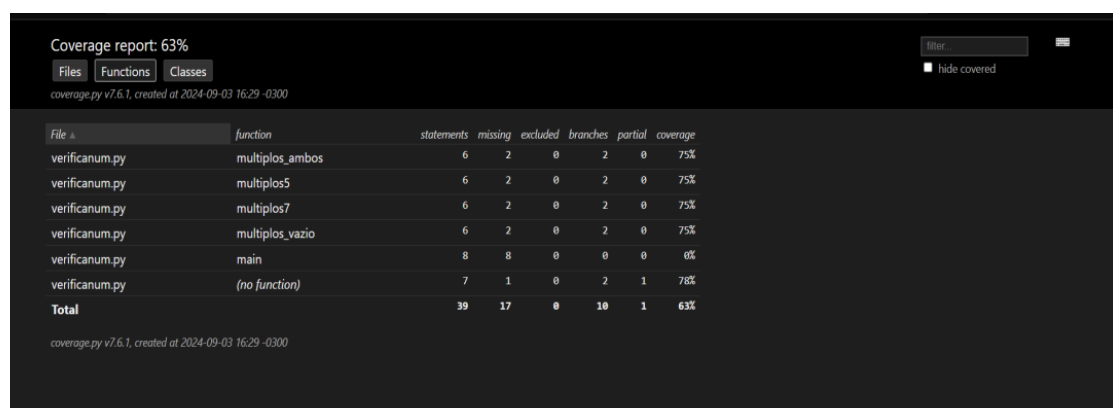 Coverage report: 63%
filter...
Files Functions Classes
hide covered
coverage.py v7.6.1, created at 2024-09-03 16:29 -0300
File ▲ function statements missing excluded branches partial coverage
verificanum.py multiplos_ambos 6 2 0 2 0 75%
verificanum.py multiplos5 6 2 0 2 0 75%
verificanum.py multiplos7 6 2 0 2 0 75%
verificanum.py multiplos_vazio 6 2 0 2 0 75%
verificanum.py main 8 8 0 0 0 0%
verificanum.py (no function) 7 1 0 2 1 78%
Total 39 17 0 10 1 63%
coverage.py v7.6.1, created at 2024-09-03 16:29 -0300